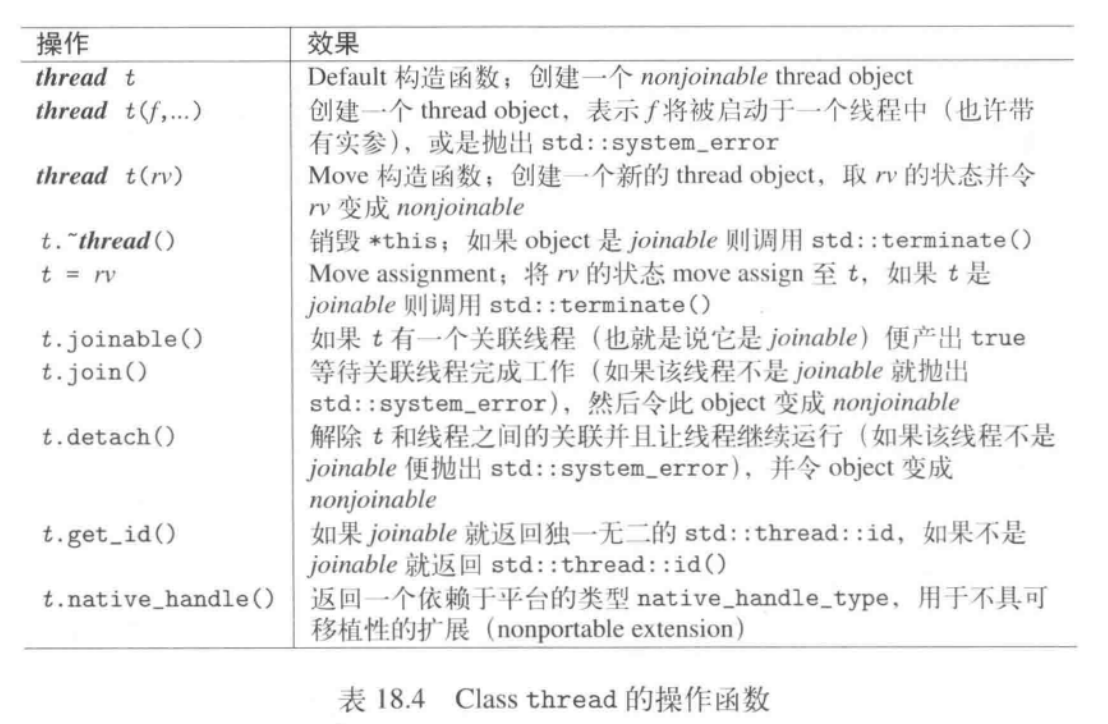 操作 效果
thread t Default 构造函数；创建一个 nonjoinable thread object
thread t(f,...) 创建一个 thread object，表示 f 将被启动于一个线程中（也许带
有实参），或是抛出 std::system_error
thread t(rv) Move 构造函数；创建一个新的 thread object，取 rv 的状态并令
rv 变成 nonjoinable
t.~thread() 销毁 *this；如果 object 是 joinable 则调用 std::terminate()
t = rv Move assignment；将 rv 的状态 move assign 至 t，如果 t 是
joinable 则调用 std::terminate()
t.joinable() 如果 t 有一个关联线程（也就是说它是 joinable）便产出 true
t.join() 等待关联线程完成工作（如果该线程不是 joinable 就抛出
std::system_error），然后令此 object 变成 nonjoinable
t.detach() 解除 t 和线程之间的关联并且让线程继续运行（如果该线程不是
joinable 便抛出 std::system_error），并令 object 变成
nonjoinable
t.get_id() 如果 joinable 就返回独一无二的 std::thread::id，如果不是
joinable 就返回 std::thread::id()
t.native_handle() 返回一个依赖于平台的类型 native_handle_type，用于不具可
移植性的扩展（nonportable extension）
表 18.4 Class thread 的操作函数